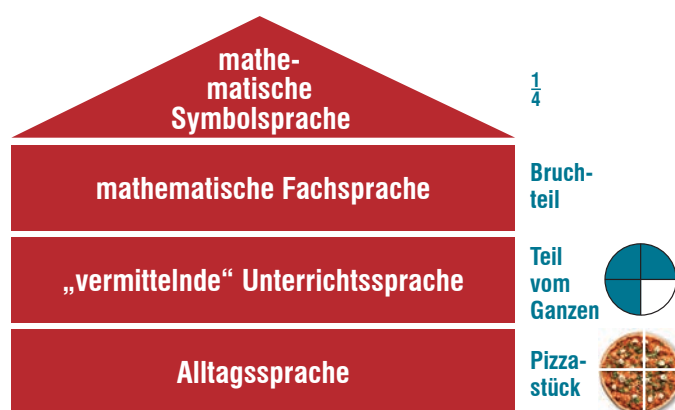 mathe-
matische
Symbolsprache
1/4
mathematische Fachsprache
Bruch-
teil
„vermittelnde“ Unterrichtssprache
Teil
vom
Ganzen
Alltagssprache
Pizza-
stück